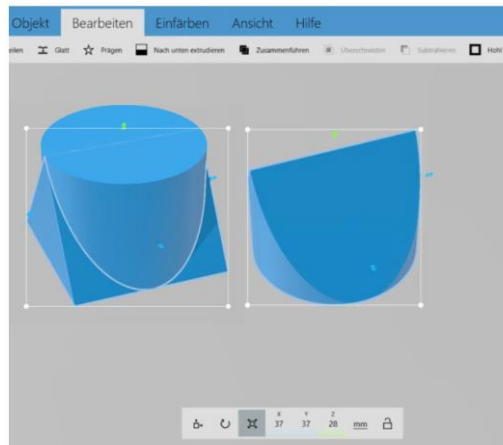 Objekt Bearbeiten Einfärben Ansicht Hilfe
eilen Glatt Prägen Nach unten extrudieren Zusammenführen Überschneiden Subtrahieren Hohl
X Y Z
37 37 28 mm